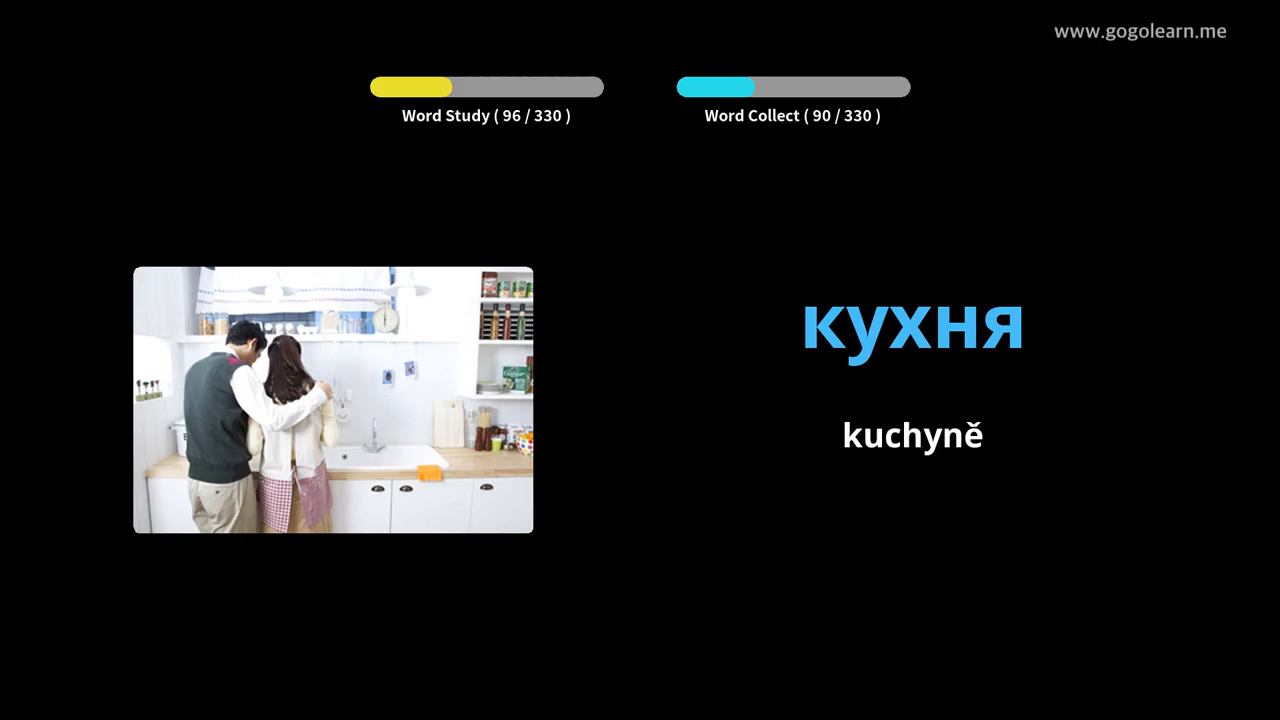 www.gogolearn.me
Word Study ( 96 / 330 )
Word Collect ( 90 / 330 )
кухня
kuchyně